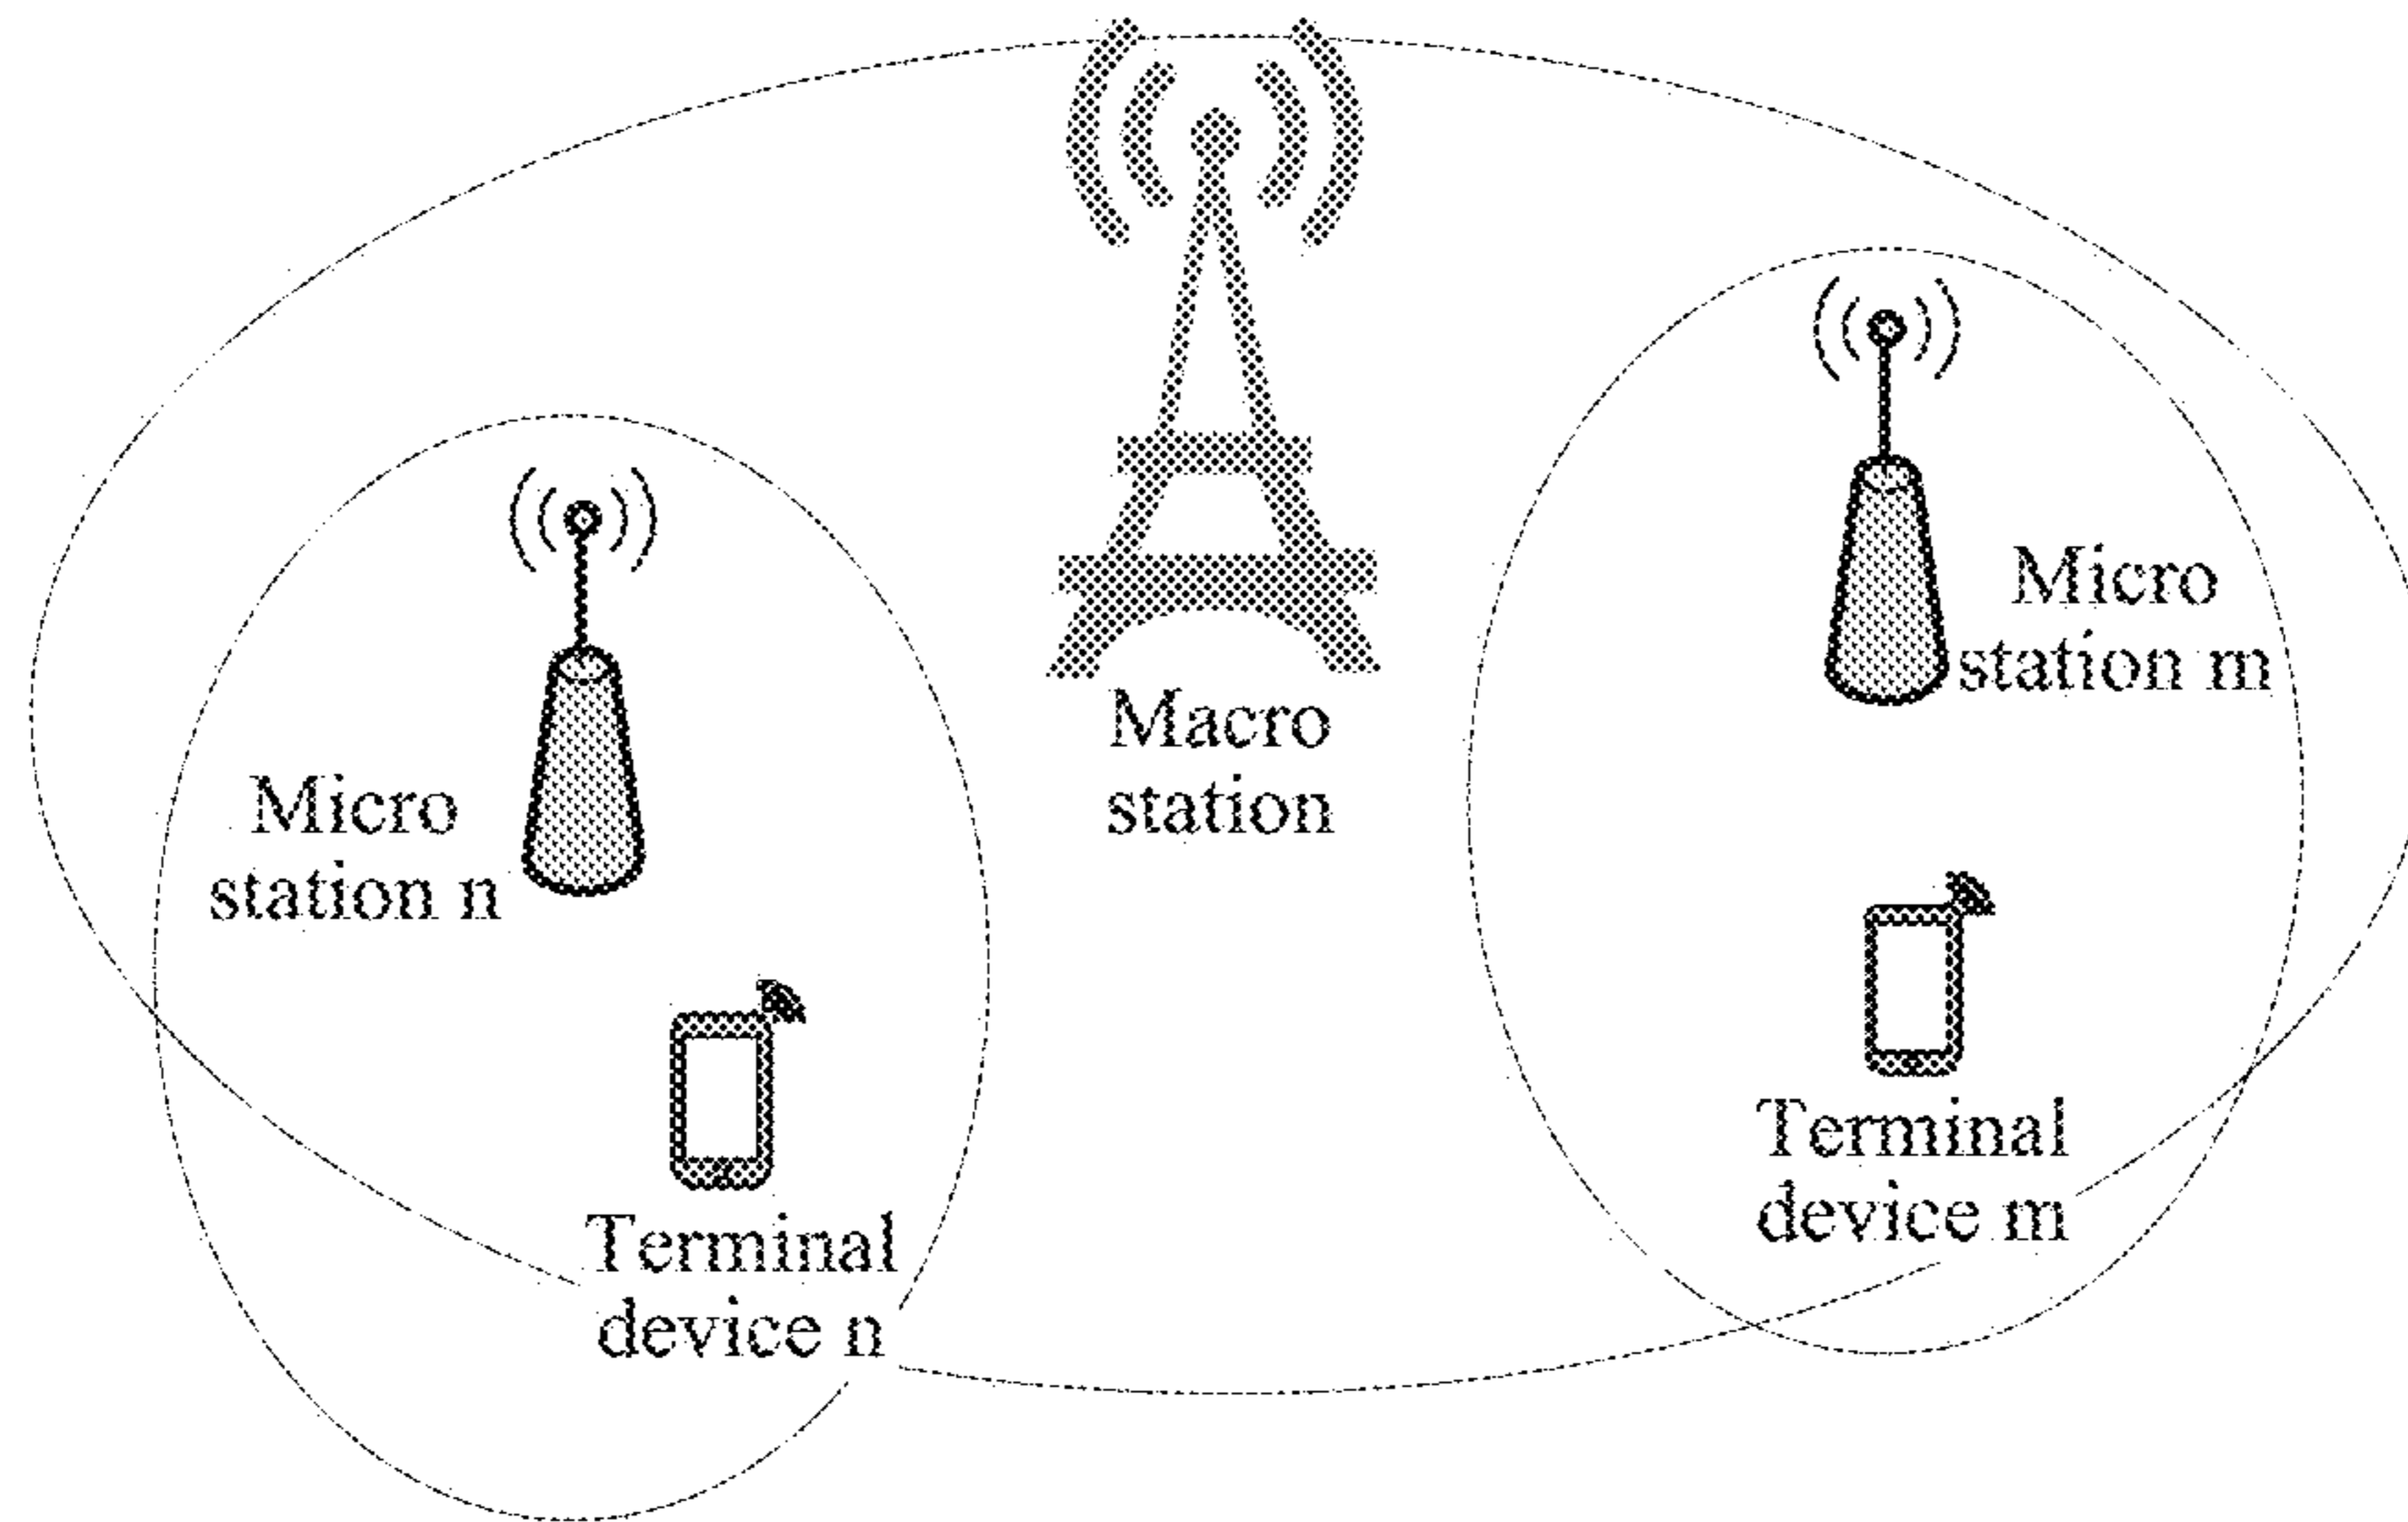 Micro
station m
Macro
station
Micro
station n
Terminal
device m
Terminal
device n